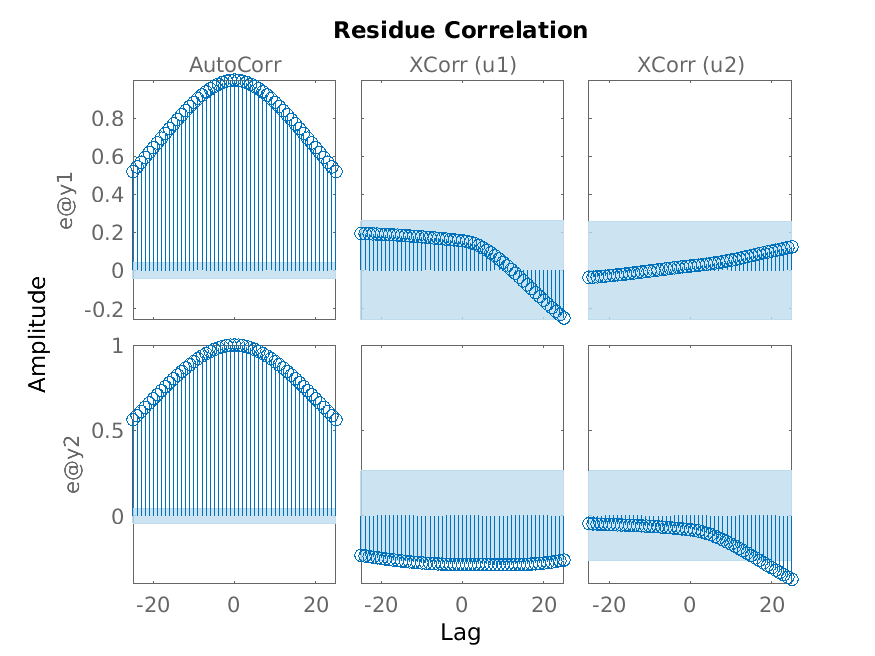 Residue Correlation
AutoCorr
XCorr (u1)
XCorr (u2)
e@y1
0.8
0.6
0.4
0.2
0
-0.2
Amplitude
e@y2
1
0.5
0
-20 0 20
-20 0 20
-20 0 20
Lag